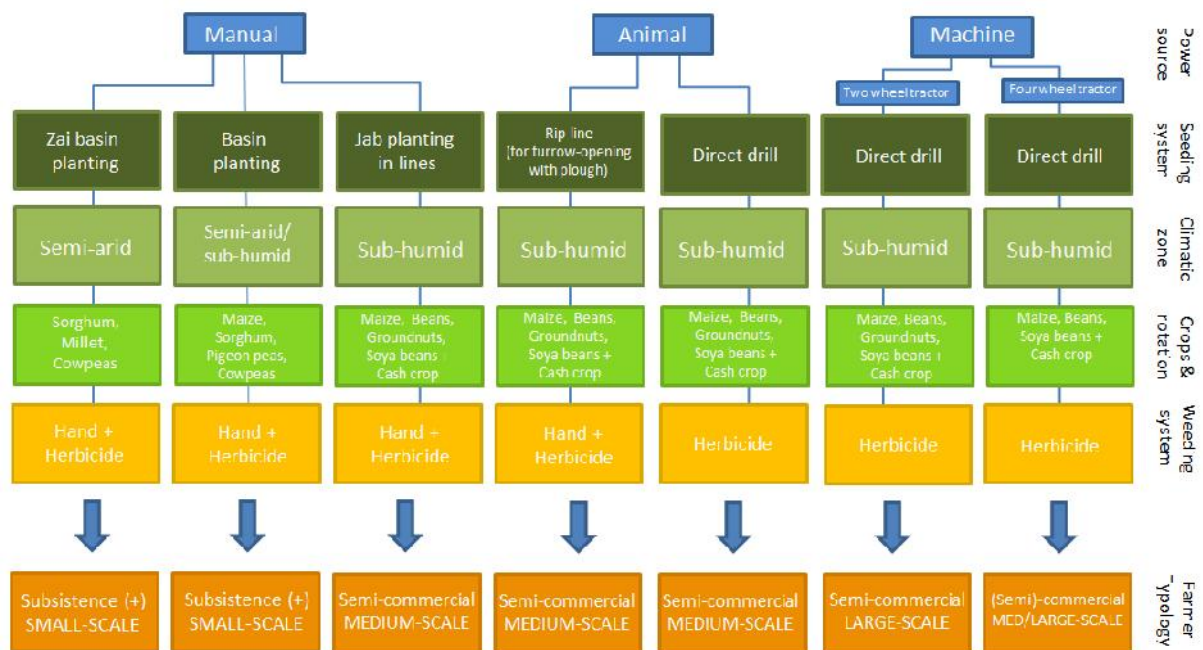 Manual
Animal
Machine
Power
source
Two wheel tractor
Four wheel tractor
Zai basin
planting
Basin
planting
Jab planting
in lines
Rip line
(for furrow-opening
with plough)
Direct drill
Direct drill
Direct drill
Seeding
system
Semi-arid
Semi-arid/
sub-humid
Sub-humid
Sub-humid
Sub-humid
Sub-humid
Sub-humid
Climatic
zone
Sorghum,
Millet,
Cowpeas
Maize,
Sorghum,
Pigeon peas,
Cowpeas
Maize, Beans,
Groundnuts,
Soya beans +
Cash crop
Maize, Beans,
Groundnuts,
Soya beans +
Cash crop
Maize, Beans,
Groundnuts,
Soya beans +
Cash crop
Maize, Beans,
Groundnuts,
Soya beans +
Cash crop
Maize, Beans,
Soya beans +
Cash crop
Crops &
rotation
Hand +
Herbicide
Hand +
Herbicide
Hand +
Herbicide
Hand +
Herbicide
Herbicide
Herbicide
Herbicide
Weeding
system
Subsistence (+)
SMALL-SCALE
Subsistence (+)
SMALL-SCALE
Semi-commercial
MEDIUM-SCALE
Semi-commercial
MEDIUM-SCALE
Semi-commercial
MEDIUM-SCALE
Semi-commercial
LARGE-SCALE
(Semi)-commercial
MED/LARGE-SCALE
Farmer
Typology